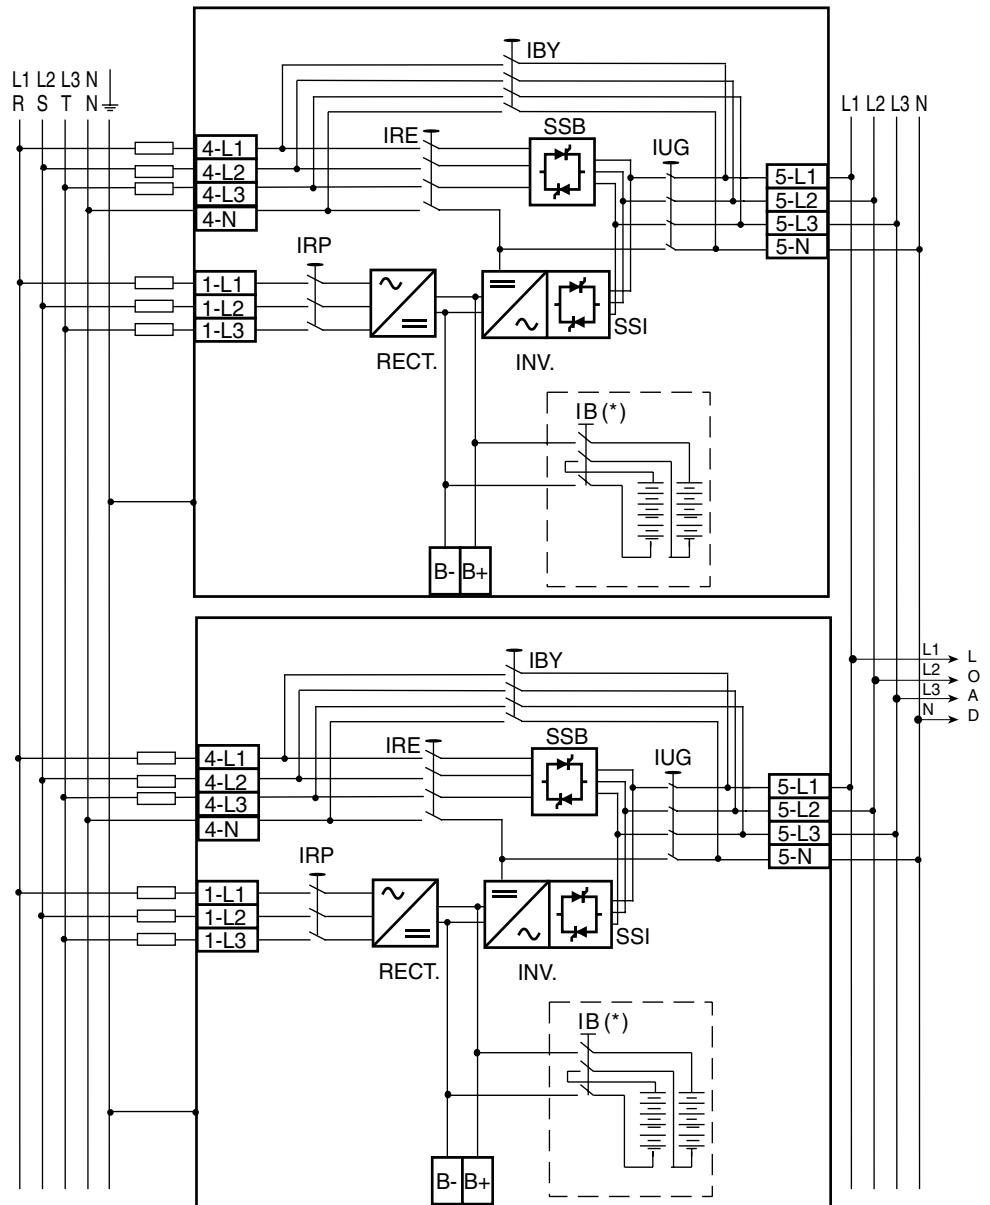 IBY
L1 L2 L3 N
R S T N
L1 L2 L3 N
IRE
SSB
IUG
4-L1
4-L2
4-L3
4-N
5-L1
5-L2
5-L3
5-N
IRP
1-L1
1-L2
1-L3
SSI
RECT.
INV.
IB (*)
B- B+
IBY
L1 L
L2 O
L3 A
N D
IRE
SSB
IUG
4-L1
4-L2
4-L3
4-N
5-L1
5-L2
5-L3
5-N
IRP
1-L1
1-L2
1-L3
SSI
RECT.
INV.
IB (*)
B- B+